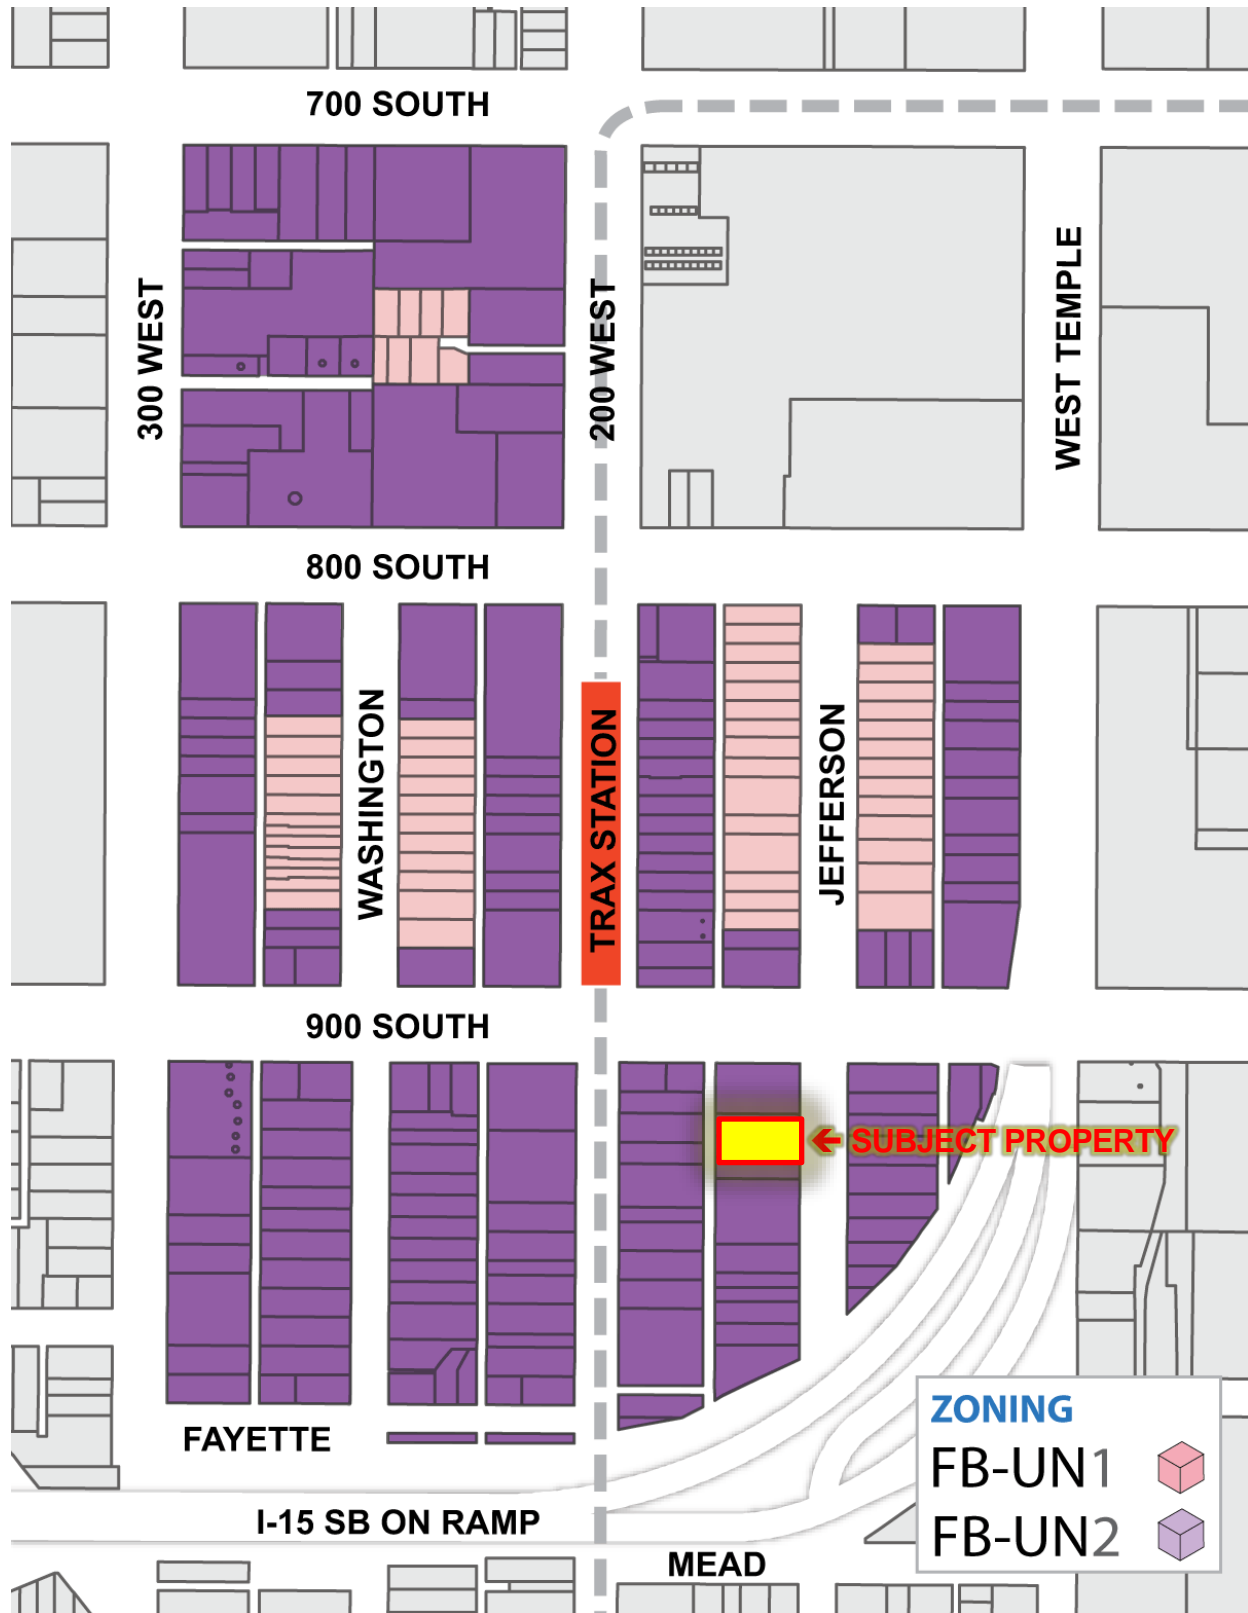 700 SOUTH
300 WEST
200 WEST
WEST TEMPLE
800 SOUTH
WASHINGTON
TRAX STATION
JEFFERSON
900 SOUTH
← SUBJECT PROPERTY
FAYETTE
I-15 SB ON RAMP
MEAD
ZONING
FB-UN1
FB-UN2